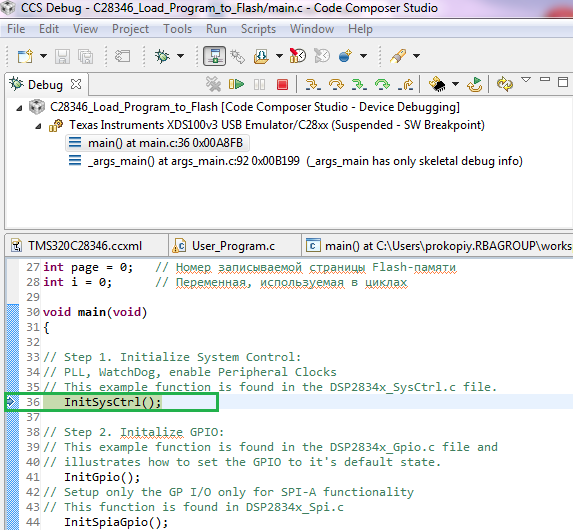 CCS Debug - C28346_Load_Program_to_Flash/main.c - Code Composer Studio
File Edit View Project Tools Run Scripts Window Help
Debug
C28346_Load_Program_to_Flash [Code Composer Studio - Device Debugging]
Texas Instruments XDS100v3 USB Emulator/C28xx (Suspended - SW Breakpoint)
main() at main.c:36 0x00A8FB
_args_main() at args_main.c:92 0x00B199 (_args_main has only skeletal debug info)
TMS320C28346.ccxml User_Program.c main() at C:\Users\prokopiy.RBAGROUP\works
27 int page = 0; // Номер записываемой страницы Flash-памяти
28 int i = 0; // Переменная, используемая в циклах
29
30 void main(void)
31 {
32
33 // Step 1. Initialize System Control:
34 // PLL, WatchDog, enable Peripheral Clocks
35 // This example function is found in the DSP2834x_SysCtrl.c file.
36 InitSysCtrl();
37
38 // Step 2. Initalize GPIO:
39 // This example function is found in the DSP2834x_Gpio.c file and
40 // illustrates how to set the GPIO to it's default state.
41 InitGpio();
42 // Setup only the GP I/O only for SPI-A functionality
43 // This function is found in DSP2834x_Spi.c
44 InitSpiaGpio();